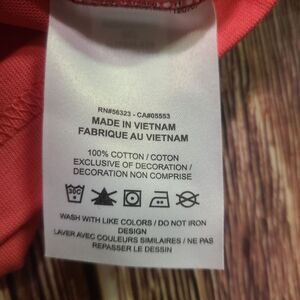 RN#56323 - CA#05553
MADE IN VIETNAM
FABRIQUE AU VIETNAM
100% COTTON / COTON
EXCLUSIVE OF DECORATION /
DECORATION NON COMPRISE
30C
WASH WITH LIKE COLORS / DO NOT IRON
DESIGN
LAVER AVEC COULEURS SIMILAIRES / NE PAS
REPASSER LE DESSIN